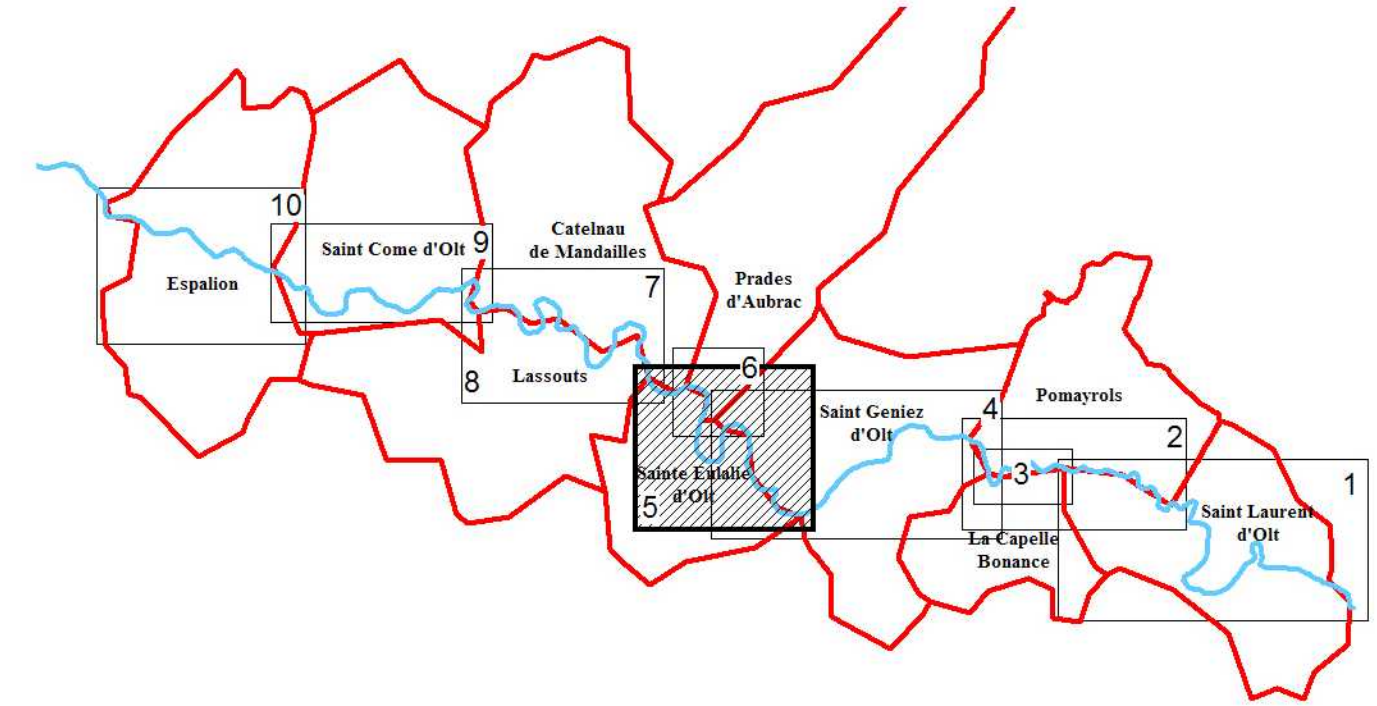 10
Saint Come d'Olt
9
Espalion
Catelnau
de Mandailles
7
Prades
d'Aubrac
8
Lassouts
6
Saint Geniez
d'Olt
4
Pomayrols
2
3
Sainte Eulalie
d'Olt
5
1
Saint Laurent
d'Olt
La Capelle
Bonance